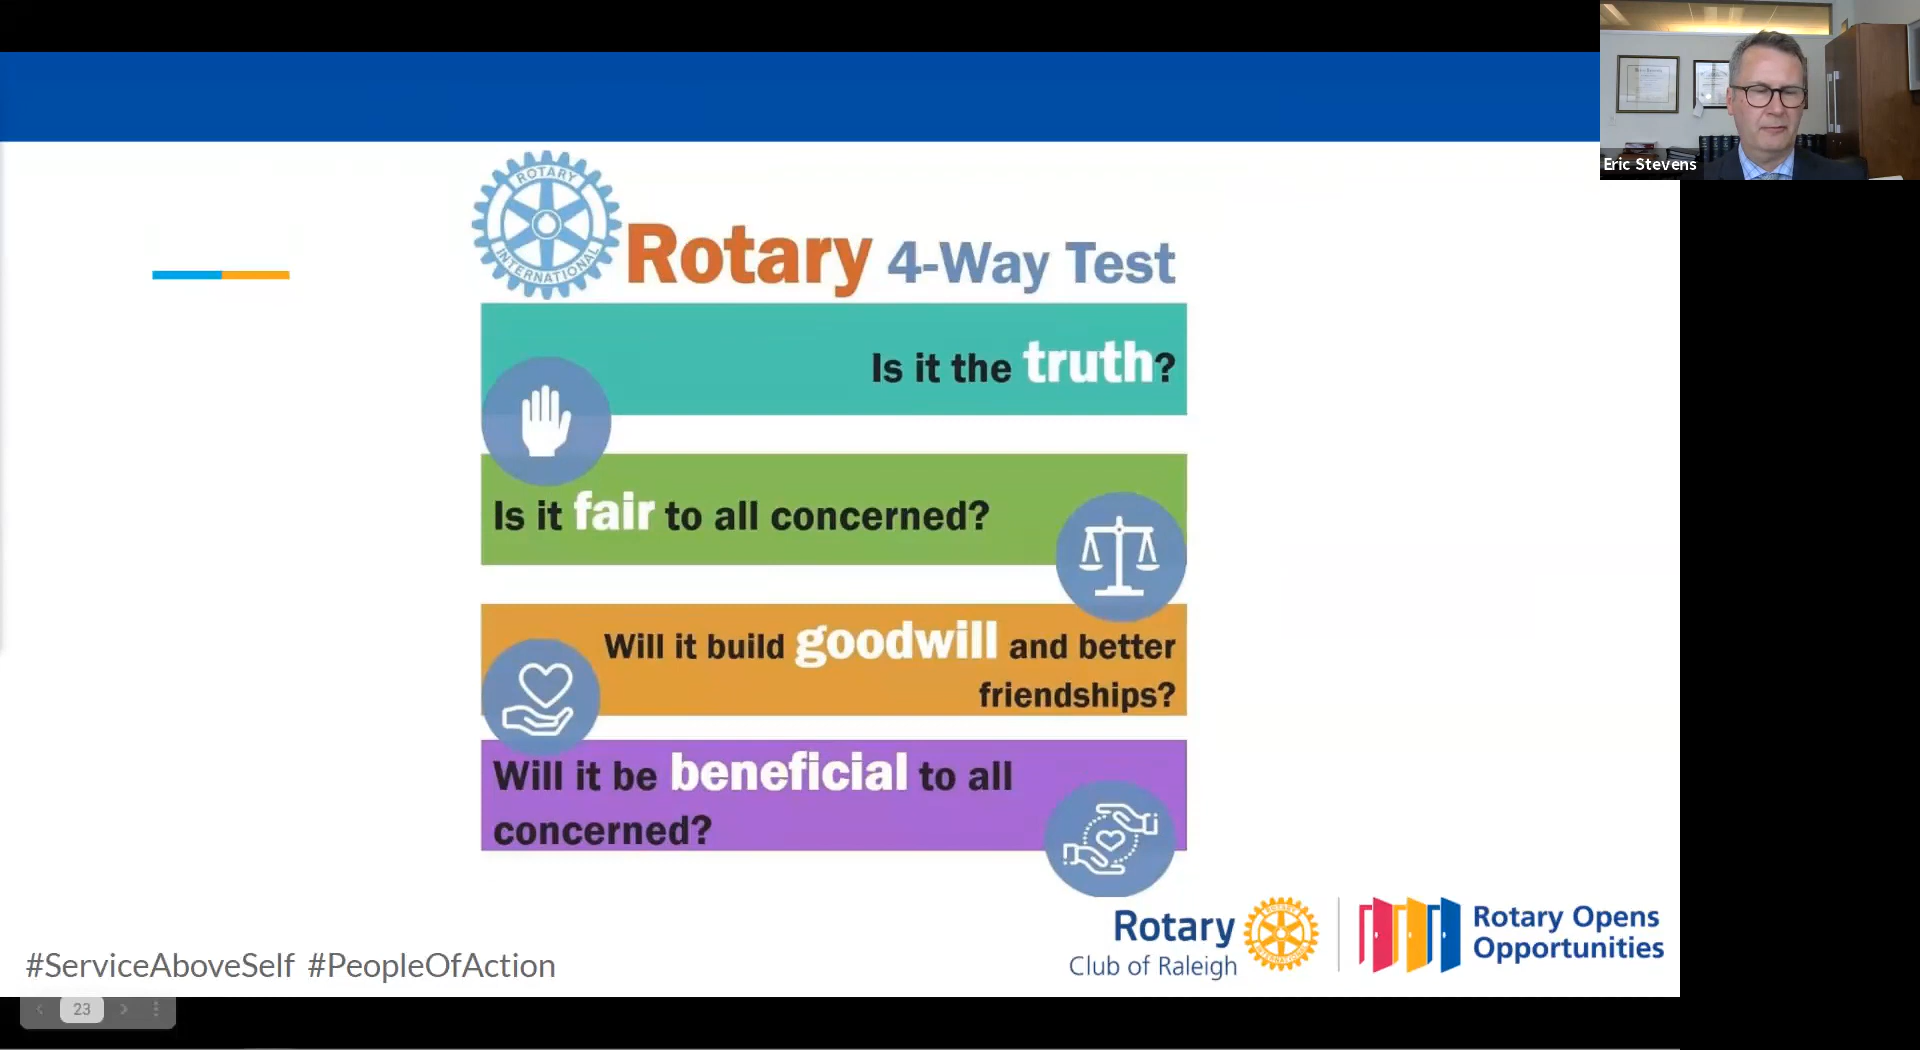 Eric Stevens
ROTARY
INTERNATIONAL
Rotary 4-Way Test
Is it the truth?
Is it fair to all concerned?
Will it build goodwill and better
friendships?
Will it be beneficial to all
concerned?
Rotary
Club of Raleigh
Rotary Opens
Opportunities
#ServiceAboveSelf #PeopleOfAction
23